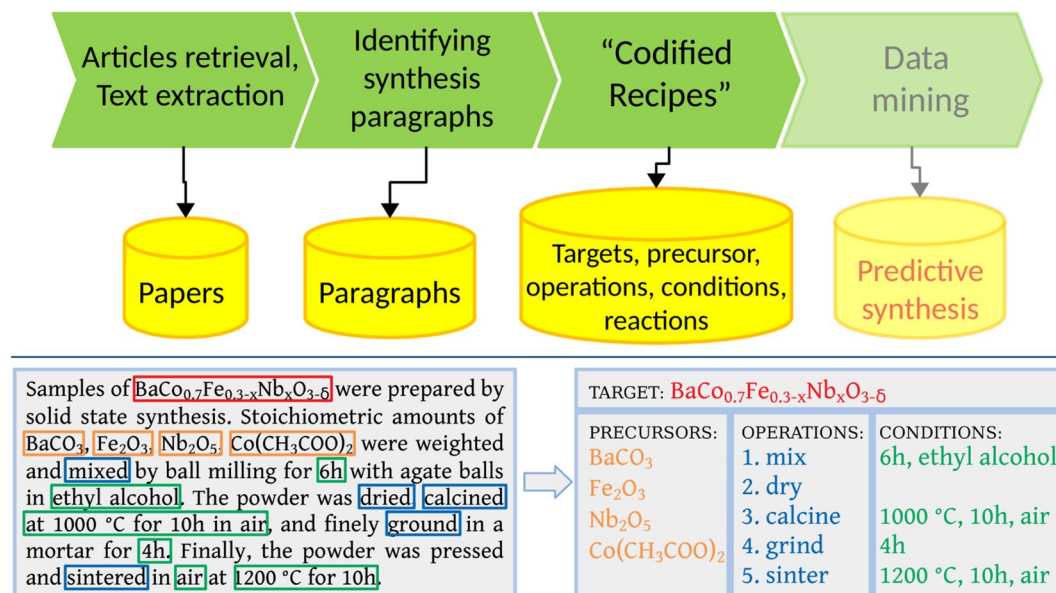 Articles retrieval,
Text extraction
Identifying
synthesis
paragraphs
“Codified
Recipes”
Data
mining
Papers
Paragraphs
Targets, precursor,
operations, conditions,
reactions
Predictive
synthesis
Samples of BaCo₀.₇Fe₀.₃₋ₓNbₓO₃₋δ were prepared by
solid state synthesis. Stoichiometric amounts of
BaCO₃, Fe₂O₃, Nb₂O₅, Co(CH₃COO)₂ were weighted
and mixed by ball milling for 6h with agate balls
in ethyl alcohol. The powder was dried, calcined
at 1000 °C for 10h in air, and finely ground in a
mortar for 4h. Finally, the powder was pressed
and sintered in air at 1200 °C for 10h.
TARGET: BaCo₀.₇Fe₀.₃₋ₓNbₓO₃₋δ
PRECURSORS:
BaCO₃
Fe₂O₃
Nb₂O₅
Co(CH₃COO)₂
OPERATIONS:
1. mix
2. dry
3. calcine
4. grind
5. sinter
CONDITIONS:
6h, ethyl alcohol
1000 °C, 10h, air
4h
1200 °C, 10h, air